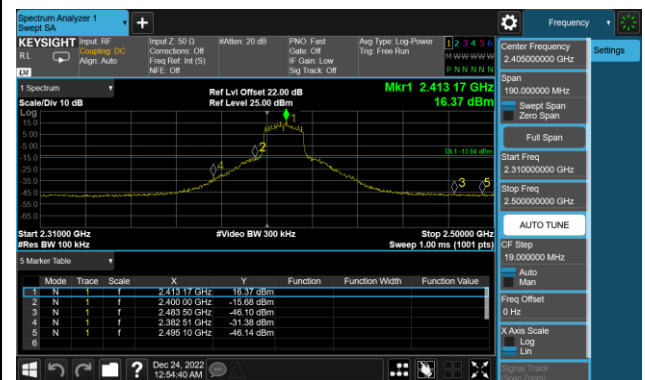 Spectrum Analyzer 1
Swept SA
+
Frequency
KEYSIGHT
RL
LXI
Input: RF
Coupling: DC
Align: Auto
Input Z: 50 Ω
Corrections: Off
Freq Ref: Int (S)
NFE: Off
#Atten: 20 dB
PNO: Fast
Gate: Off
IF Gain: Low
Sig Track: Off
Avg Type: Log-Power
Trig: Free Run
1 2 3 4 5 6
M W W W W W
P N N N N N
Center Frequency
2.405000000 GHz
Settings
Span
190.000000 MHz
Swept Span
Zero Span
Full Span
Start Freq
2.310000000 GHz
Stop Freq
2.500000000 GHz
AUTO TUNE
CF Step
19.000000 MHz
Auto
Man
Freq Offset
0 Hz
X Axis Scale
Log
Lin
Signal Track
(Span Zoom)
1 Spectrum
Scale/Div 10 dB
Ref Lvl Offset 22.00 dB
Ref Level 25.00 dBm
Mkr1 2.413 17 GHz
16.37 dBm
Log
15.0
5.00
-5.00
-15.0
-25.0
-35.0
-45.0
-55.0
-65.0
1
2
4
3
5
DL1 -13.64 dBm
Start 2.31000 GHz
#Res BW 100 kHz
#Video BW 300 kHz
Stop 2.50000 GHz
Sweep 1.00 ms (1001 pts)
5 Marker Table
Mode Trace Scale X Y Function Function Width Function Value
1 N 1 f 2.413 17 GHz 16.37 dBm
2 N 1 f 2.400 00 GHz -15.68 dBm
3 N 1 f 2.483 50 GHz -46.10 dBm
4 N 1 f 2.382 51 GHz -31.38 dBm
5 N 1 f 2.495 10 GHz -46.14 dBm
6
?
Dec 24, 2022
12:54:40 AM